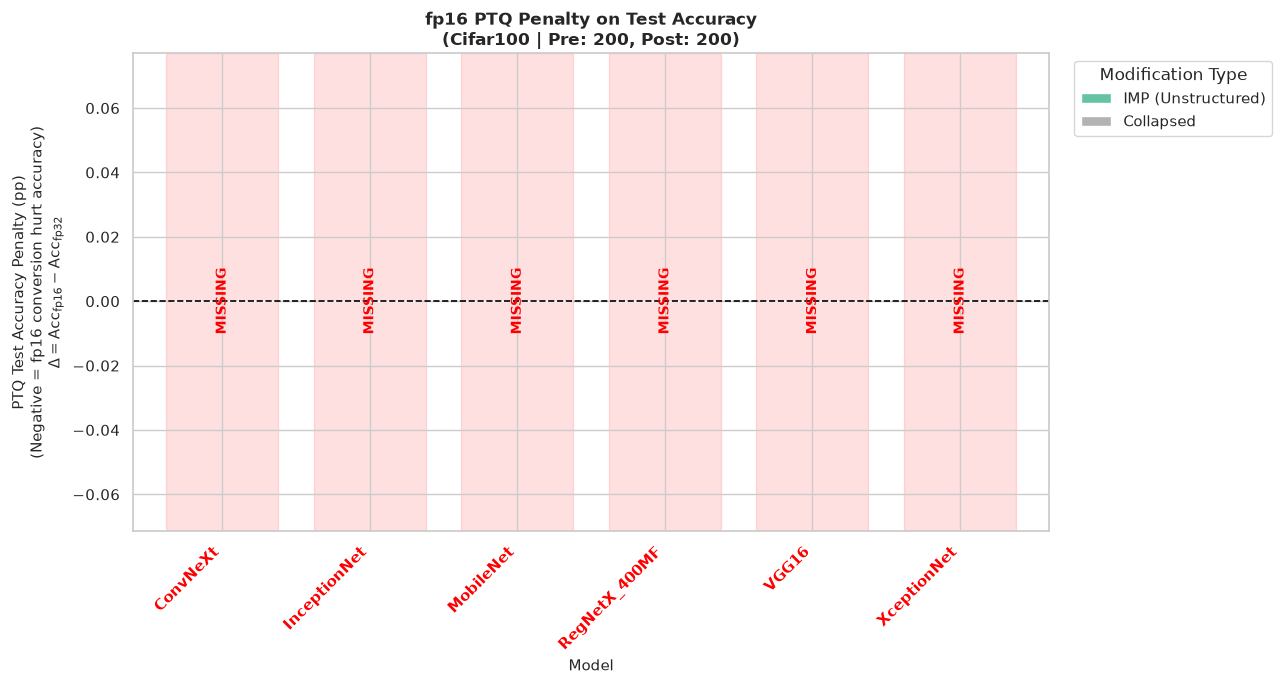 fp16 PTQ Penalty on Test Accuracy
(Cifar100 | Pre: 200, Post: 200)
PTQ Test Accuracy Penalty (pp)
(Negative = fp16 conversion hurt accuracy)
Δ = Acc_fp16 − Acc_fp32
0.06
0.04
0.02
0.00
−0.02
−0.04
−0.06
MISSING
MISSING
MISSING
MISSING
MISSING
MISSING
ConvNeXt
InceptionNet
MobileNet
RegNetX_400MF
VGG16
XceptionNet
Model
Modification Type
IMP (Unstructured)
Collapsed